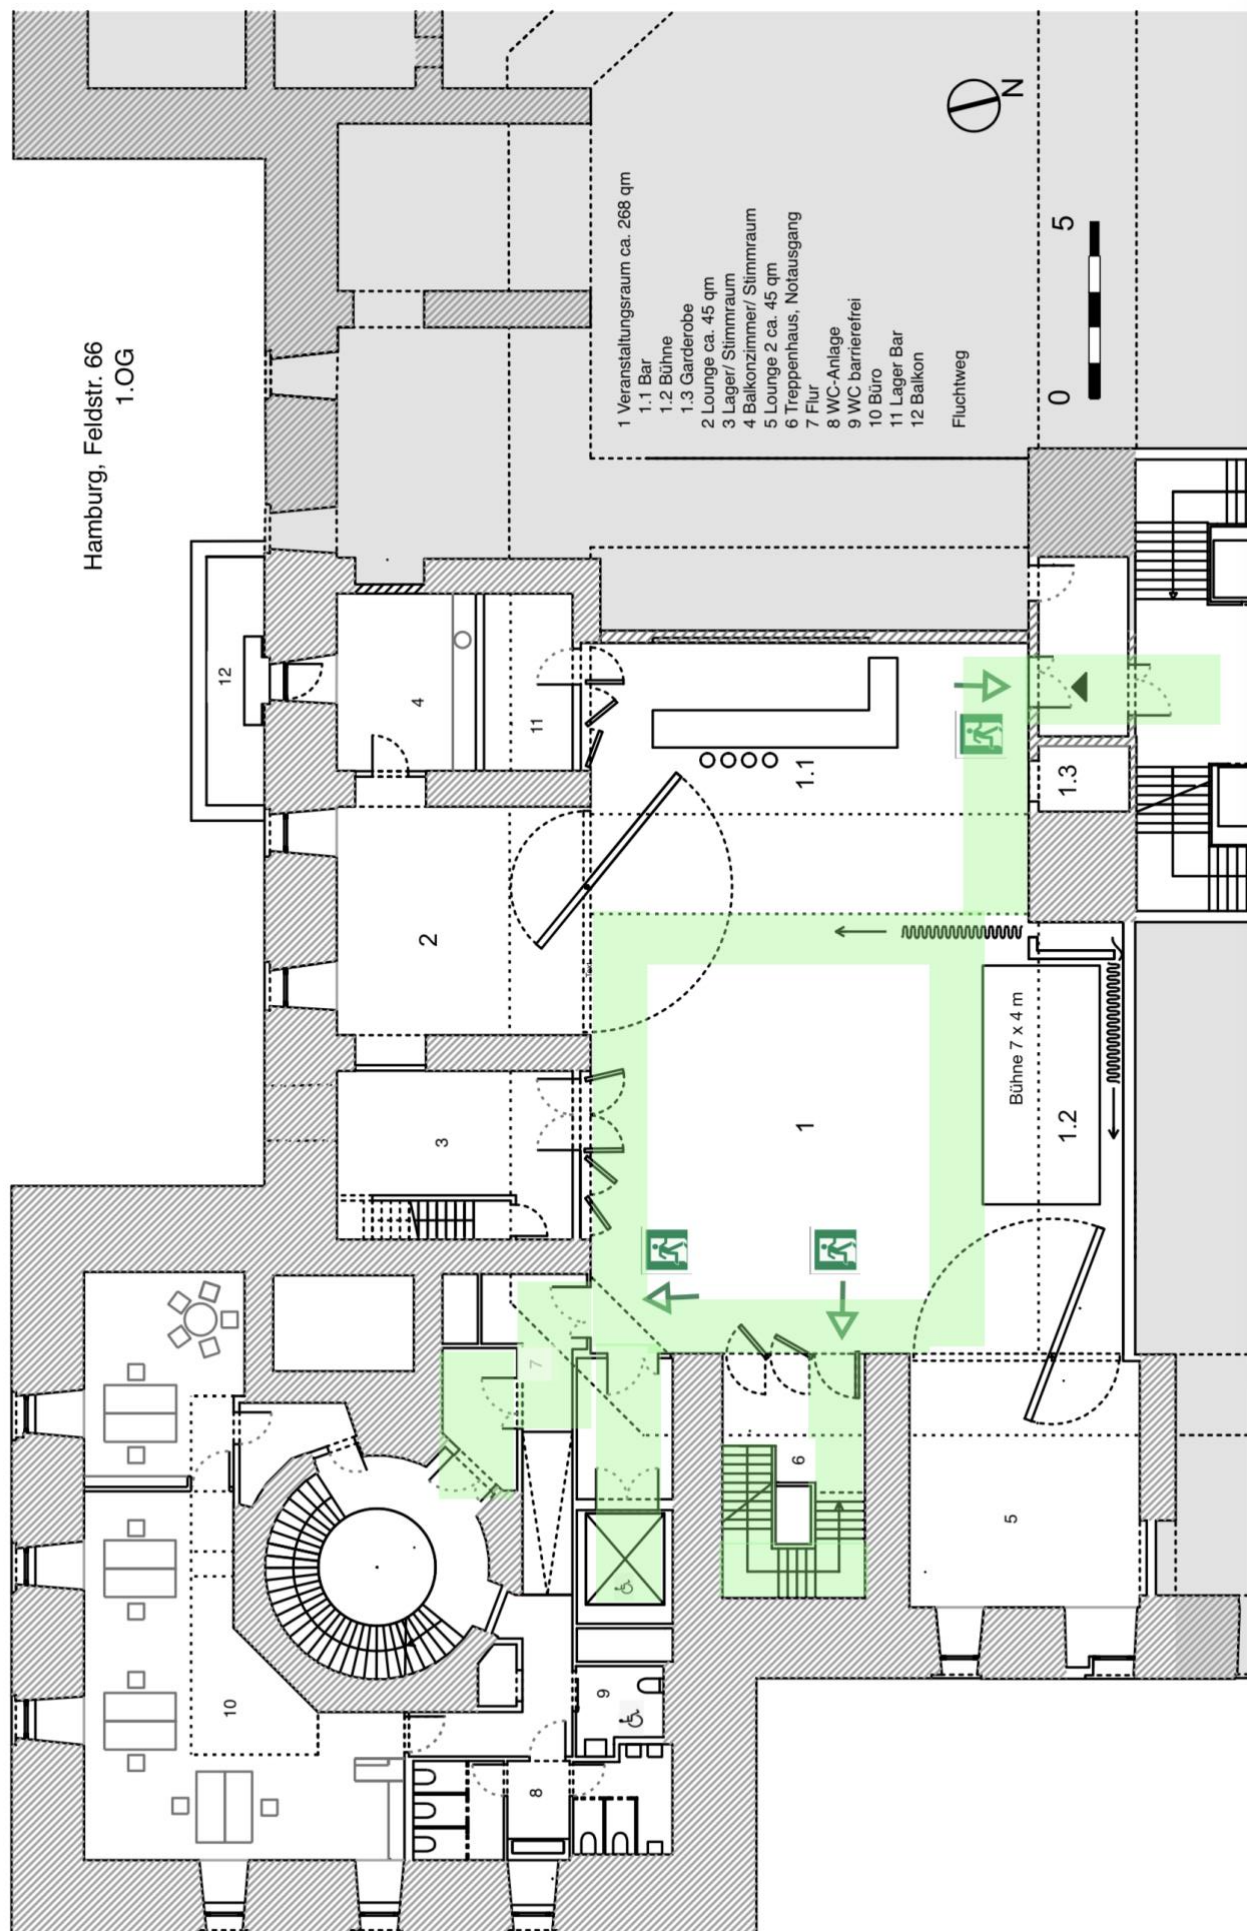 Hamburg, Feldstr. 66
1.OG
N
1 Veranstaltungsraum ca. 268 qm
1.1 Bar
1.2 Bühne
1.3 Garderobe
2 Lounge ca. 45 qm
3 Lager/ Stimmraum
4 Balkonzimmer/ Stimmraum
5 Lounge 2 ca. 45 qm
6 Treppenhaus, Notausgang
7 Flur
8 WC-Anlage
9 WC barrierefrei
10 Büro
11 Lager Bar
12 Balkon
Fluchtweg
0
5
12
4
11
1.1
1.3
2
3
1
Bühne 7 x 4 m
1.2
7
6
5
10
9
8